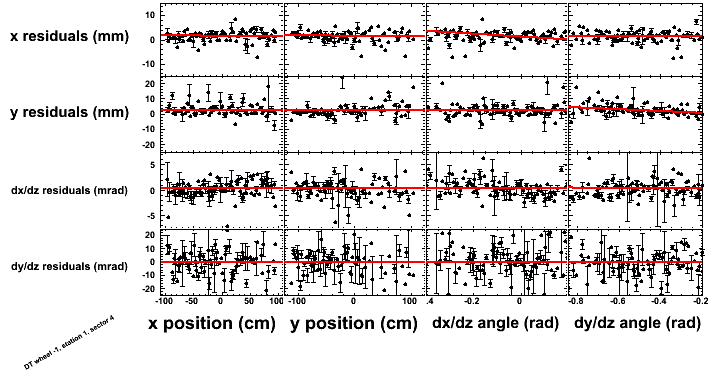 x residuals (mm)
10
0
-10
y residuals (mm)
20
10
0
-10
-20
dx/dz residuals (mrad)
5
0
-5
dy/dz residuals (mrad)
20
10
0
-10
-20
-100 -50 0 50 100
-100 0 100
.4 -0.2 0
-0.8 -0.6 -0.4 -0.2
x position (cm) y position (cm) dx/dz angle (rad) dy/dz angle (rad)
DT wheel -1, station 1, sector 4